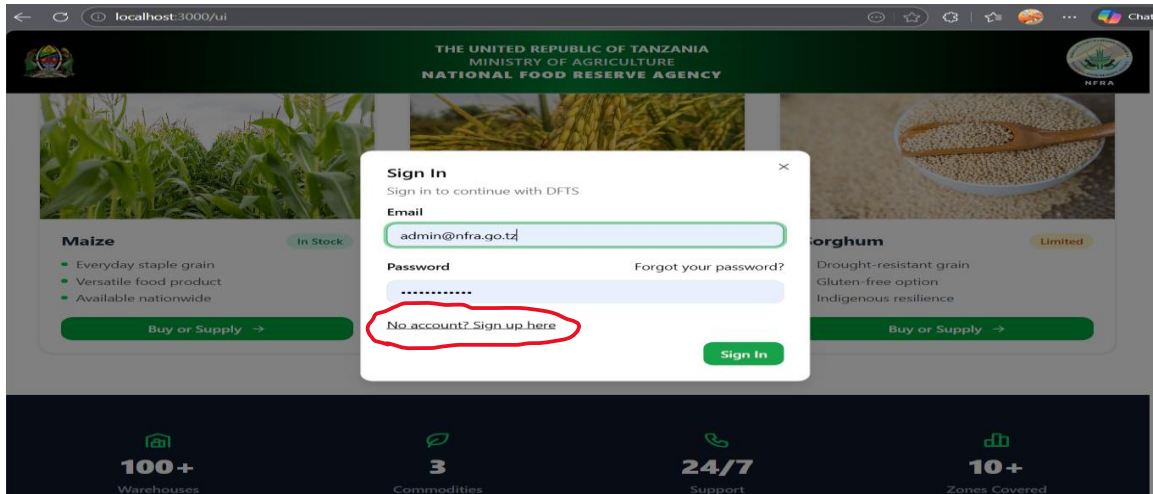 localhost:3000/ui
Chat
THE UNITED REPUBLIC OF TANZANIA
MINISTRY OF AGRICULTURE
NATIONAL FOOD RESERVE AGENCY
NFRA
Sign In
Sign in to continue with DFTS
Email
admin@nfra.go.tz
Password Forgot your password?
No account? Sign up here
Sign In
Maize In Stock
Everyday staple grain
Versatile food product
Available nationwide
Buy or Supply →
orghum Limited
Drought-resistant grain
Gluten-free option
Indigenous resilience
Buy or Supply →
100+
Warehouses
3
Commodities
24/7
Support
10+
Zones Covered